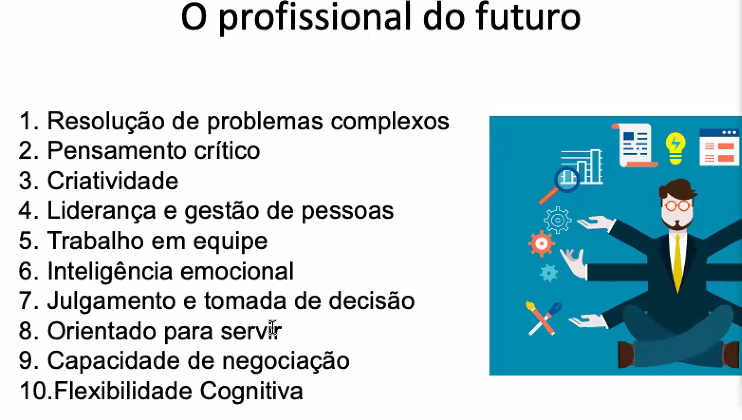 O profissional do futuro
1. Resolução de problemas complexos
2. Pensamento crítico
3. Criatividade
4. Liderança e gestão de pessoas
5. Trabalho em equipe
6. Inteligência emocional
7. Julgamento e tomada de decisão
8. Orientado para servir
9. Capacidade de negociação
10.Flexibilidade Cognitiva